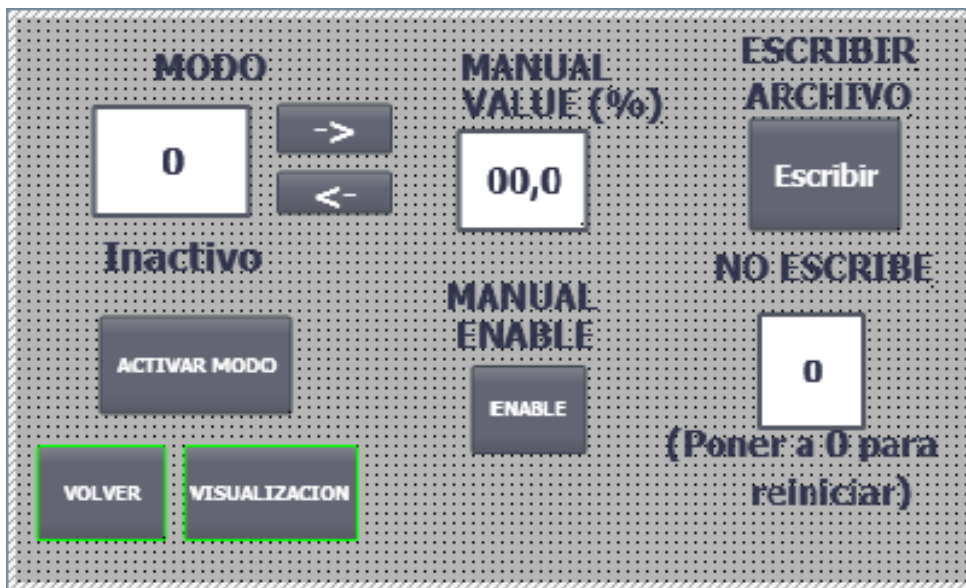 MODO
0
->
<-
Inactivo
ACTIVAR MODO
VOLVER
VISUALIZACION
MANUAL
VALUE (%)
00,0
MANUAL
ENABLE
ENABLE
ESCRIBIR
ARCHIVO
Escribir
NO ESCRIBE
0
(Poner a 0 para
reiniciar)